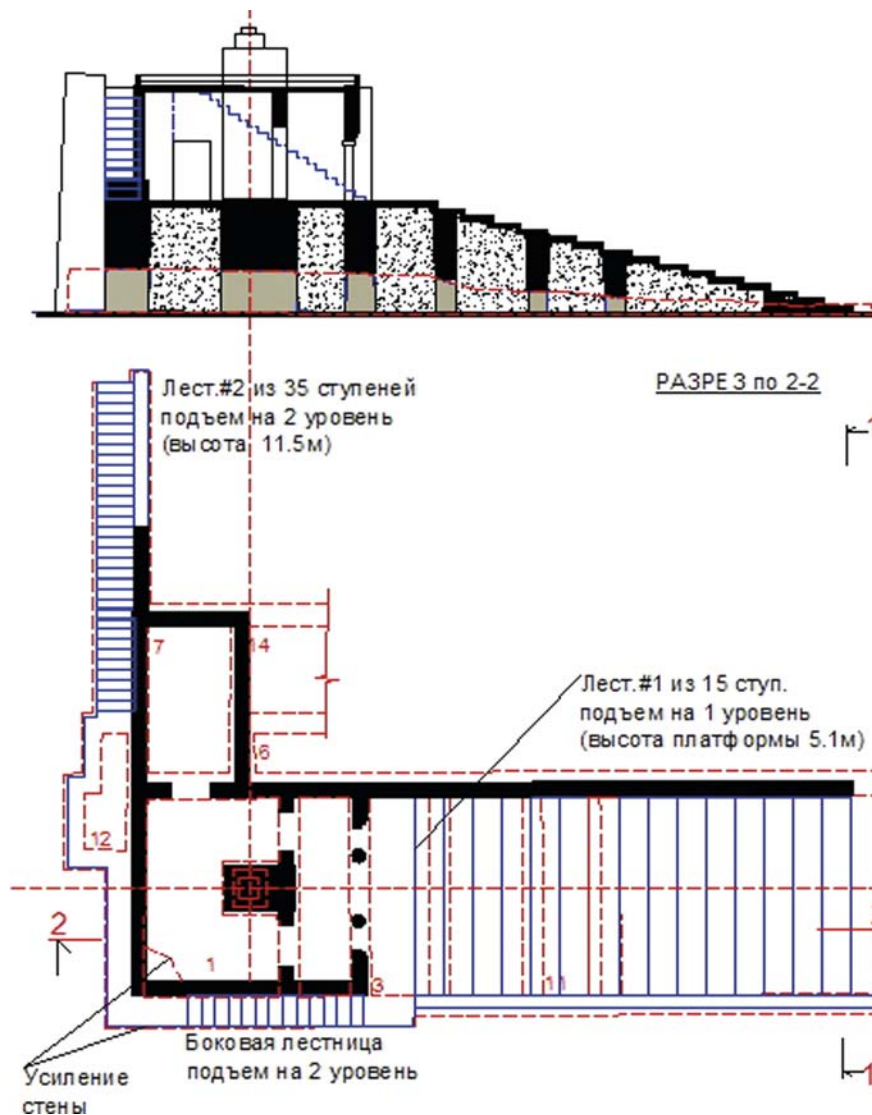 Лест.#2 из 35 ступеней
подъем на 2 уровень
(высота 11.5м)
РАЗРЕЗ по 2-2
1
7
14
Лест.#1 из 15 ступ.
подъем на 1 уровень
(высота платформы 5.1м)
6
12
2
1
3
11
Боковая лестница
подъем на 2 уровень
Усиление
стены
1